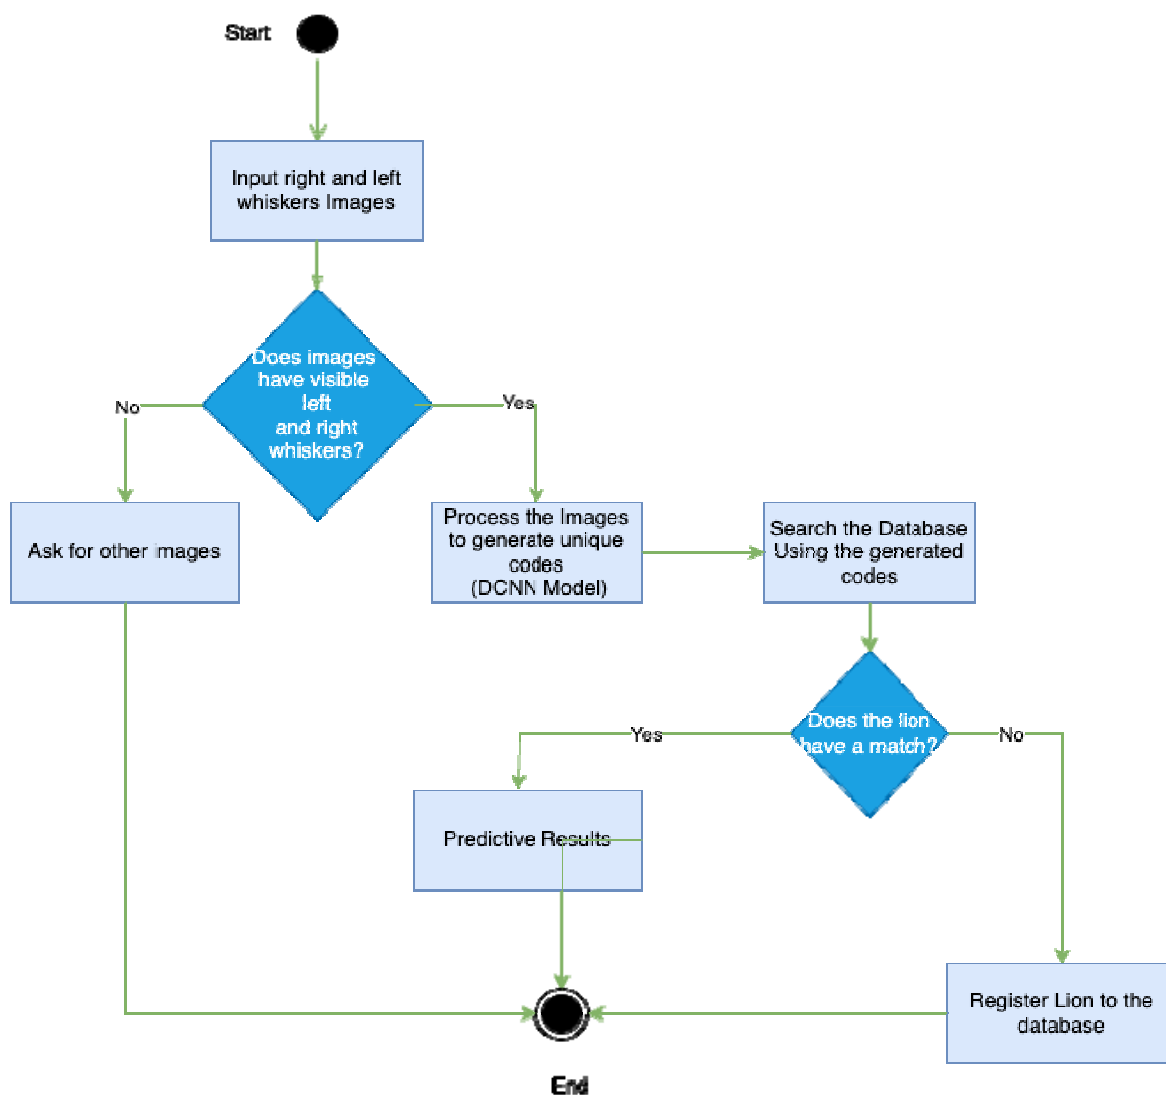 Start
Input right and left
whiskers Images
Does images
have visible
left
and right
whiskers?
No
Yes
Ask for other images
Process the Images
to generate unique
codes
(DCNN Model)
Search the Database
Using the generated
codes
Does the lion
have a match?
Yes
No
Predictive Results
Register Lion to the
database
End